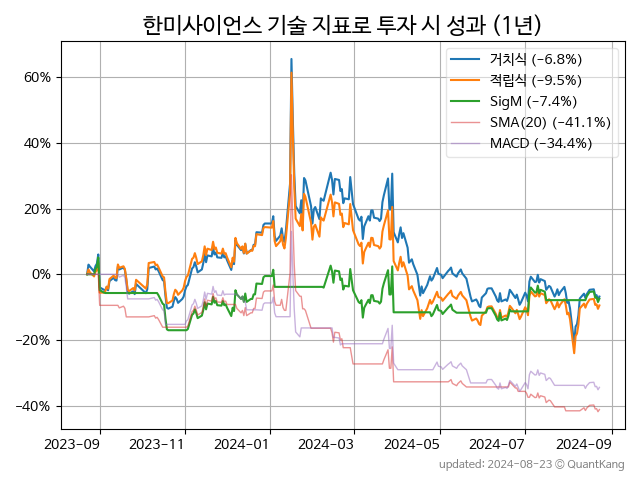 한미사이언스 기술 지표로 투자 시 성과 (1년)
거치식 (−6.8%)
적립식 (−9.5%)
SigM (−7.4%)
SMA(20) (−41.1%)
MACD (−34.4%)
60%
40%
20%
0%
−20%
−40%
2023-09 2023-11 2024-01 2024-03 2024-05 2024-07 2024-09
updated: 2024-08-23 © QuantKang